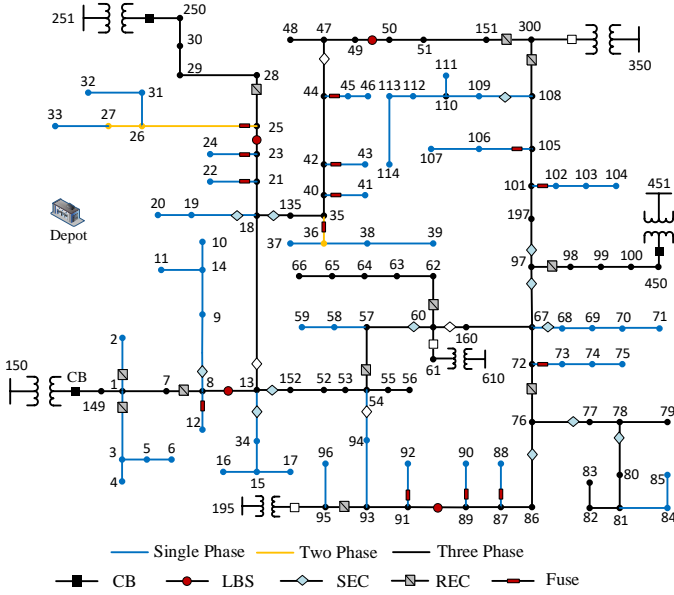 251 250 48 47 49 50 51 151 300 350
30
29 28
32 31 44 45 46 113 112 111 110 109 108
33 27 26 25
24 23 42 43 114 107 106 105
22 21 40 41 101 102 103 104 451
Depot
20 19 18 135 35 197
37 36 38 39
10 11 14 66 65 64 63 62 97 98 99 100 450
9 59 58 57 60 160 67 68 69 70 71
2 61 610 72 73 74 75
150 CB 149 1 7 8 13 152 52 53 54 55 56
12 76 77 78 79
3 5 6 34 94
4 16 15 17 96 92 90 88 83 80 85
195 95 93 91 89 87 86 82 81 84
Single Phase Two Phase Three Phase
CB LBS SEC REC Fuse